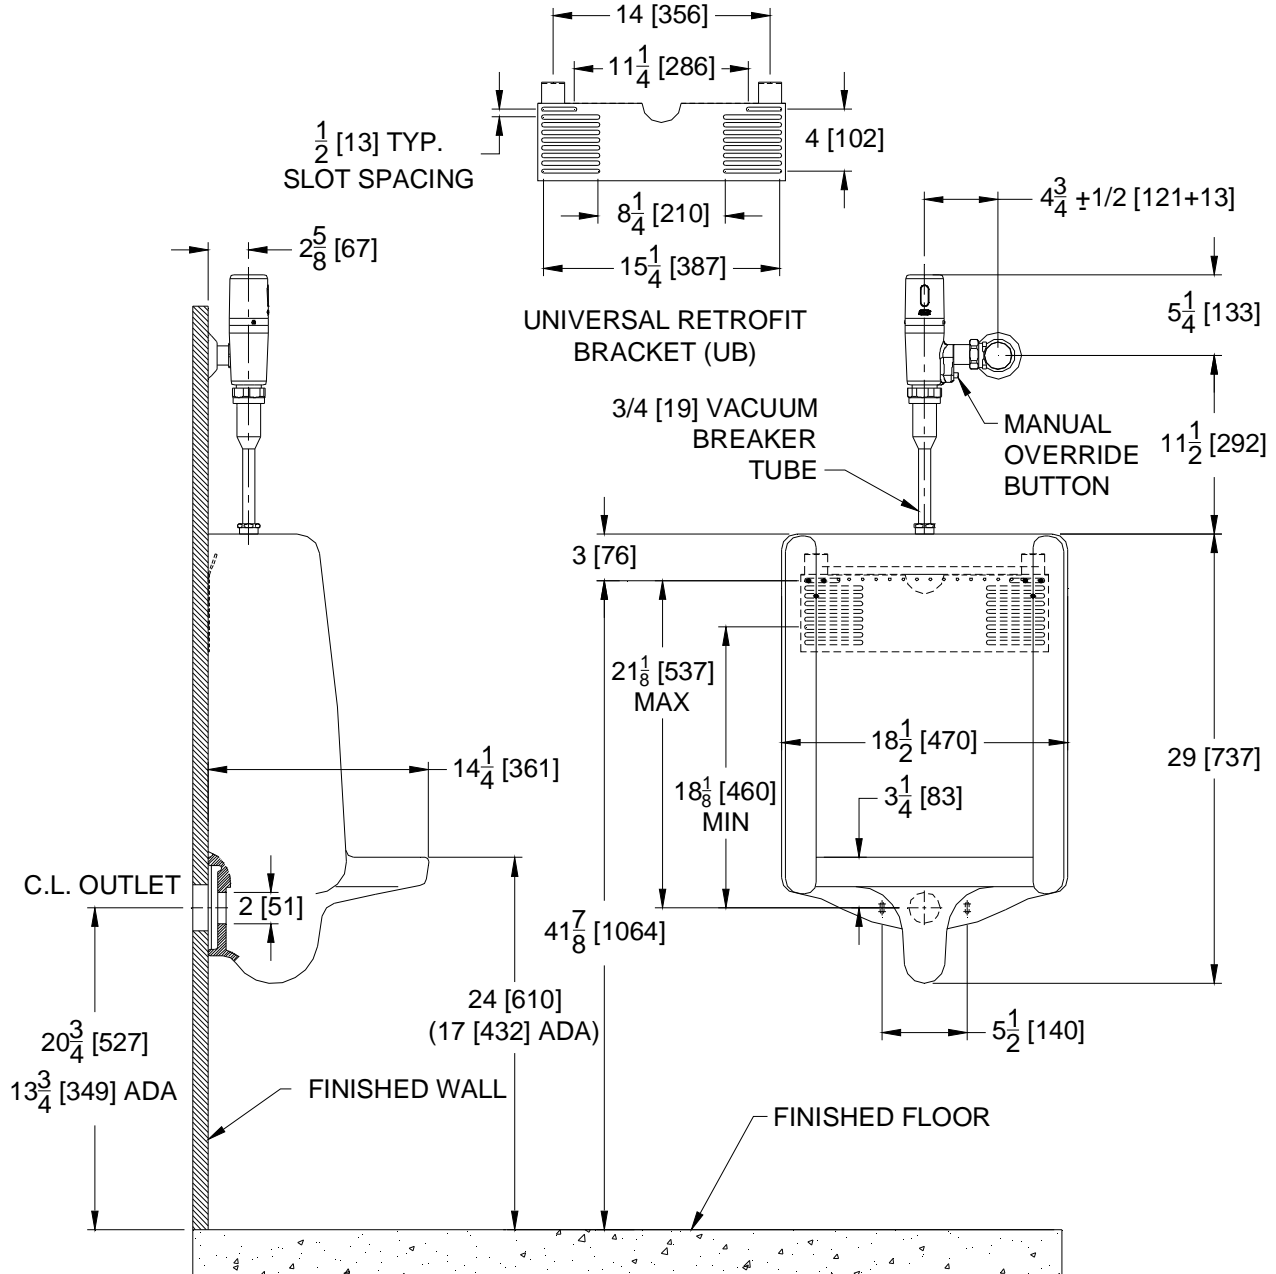 14 [356]
11 1/4 [286]
1/2 [13] TYP.
SLOT SPACING
4 [102]
8 1/4 [210]
15 1/4 [387]
4 3/4 ±1/2 [121+13]
2 5/8 [67]
UNIVERSAL RETROFIT
BRACKET (UB)
5 1/4 [133]
3/4 [19] VACUUM
BREAKER
TUBE
MANUAL
OVERRIDE
BUTTON
11 1/2 [292]
3 [76]
21 1/8 [537]
MAX
18 1/2 [470]
29 [737]
14 1/4 [361]
18 1/8 [460]
MIN
3 1/4 [83]
C.L. OUTLET
2 [51]
41 7/8 [1064]
24 [610]
(17 [432] ADA)
5 1/2 [140]
20 3/4 [527]
13 3/4 [349] ADA
FINISHED WALL
FINISHED FLOOR